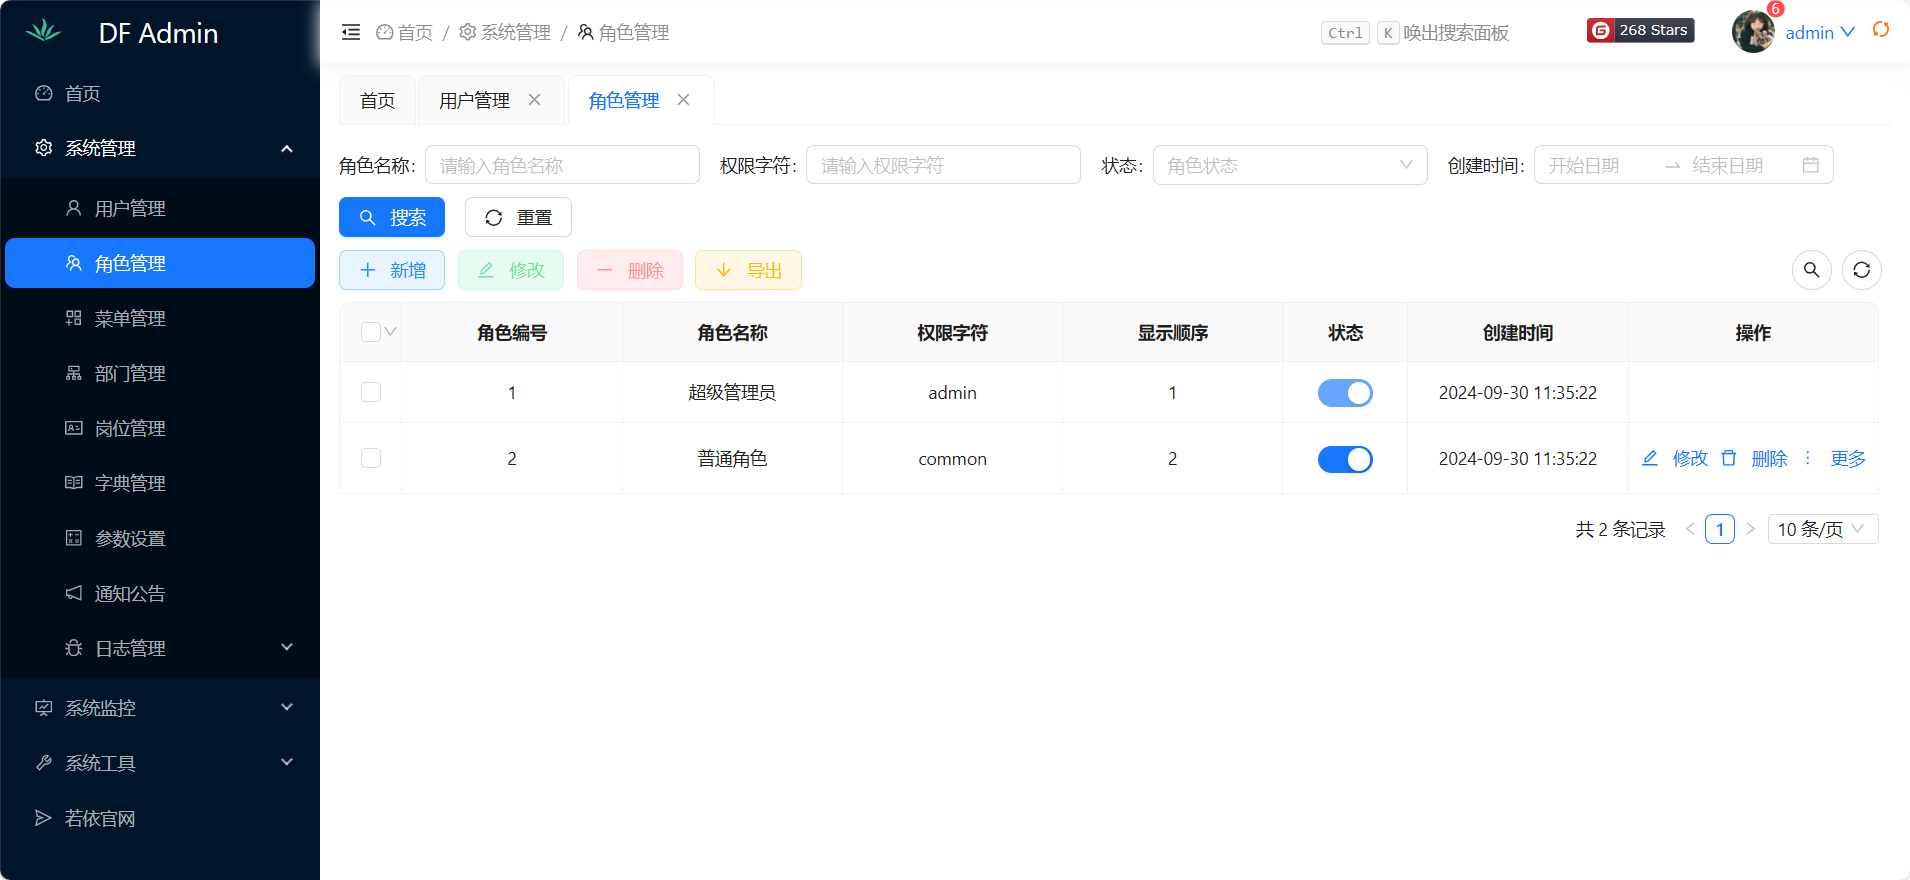 DF Admin
首页
系统管理
用户管理
角色管理
菜单管理
部门管理
岗位管理
字典管理
参数设置
通知公告
日志管理
系统监控
系统工具
若依官网
首页 / 系统管理 / 角色管理
Ctrl K 唤出搜索面板
G 268 Stars
6
admin
首页 用户管理 角色管理
角色名称: 请输入角色名称 权限字符: 请输入权限字符 状态: 角色状态 创建时间: 开始日期 结束日期
搜索 重置
新增 修改 删除 导出
角色编号 角色名称 权限字符 显示顺序 状态 创建时间 操作
1 超级管理员 admin 1 2024-09-30 11:35:22
2 普通角色 common 2 2024-09-30 11:35:22 修改 删除 更多
共 2 条记录 1 10 条/页